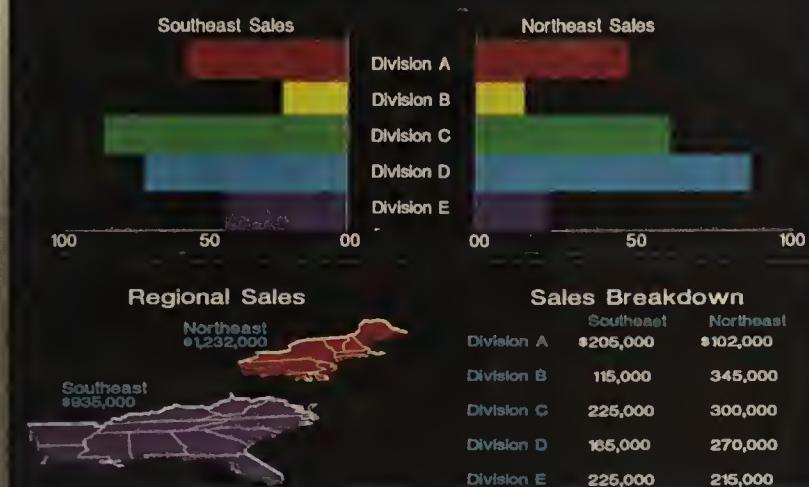 Southeast Sales
Northeast Sales
Division A
Division B
Division C
Division D
Division E
100 50 00
00 50 100
Regional Sales
Northeast
$1,232,000
Southeast
$935,000
Sales Breakdown
Southeast Northeast
Division A $205,000 $102,000
Division B 115,000 345,000
Division C 225,000 300,000
Division D 165,000 270,000
Division E 225,000 215,000